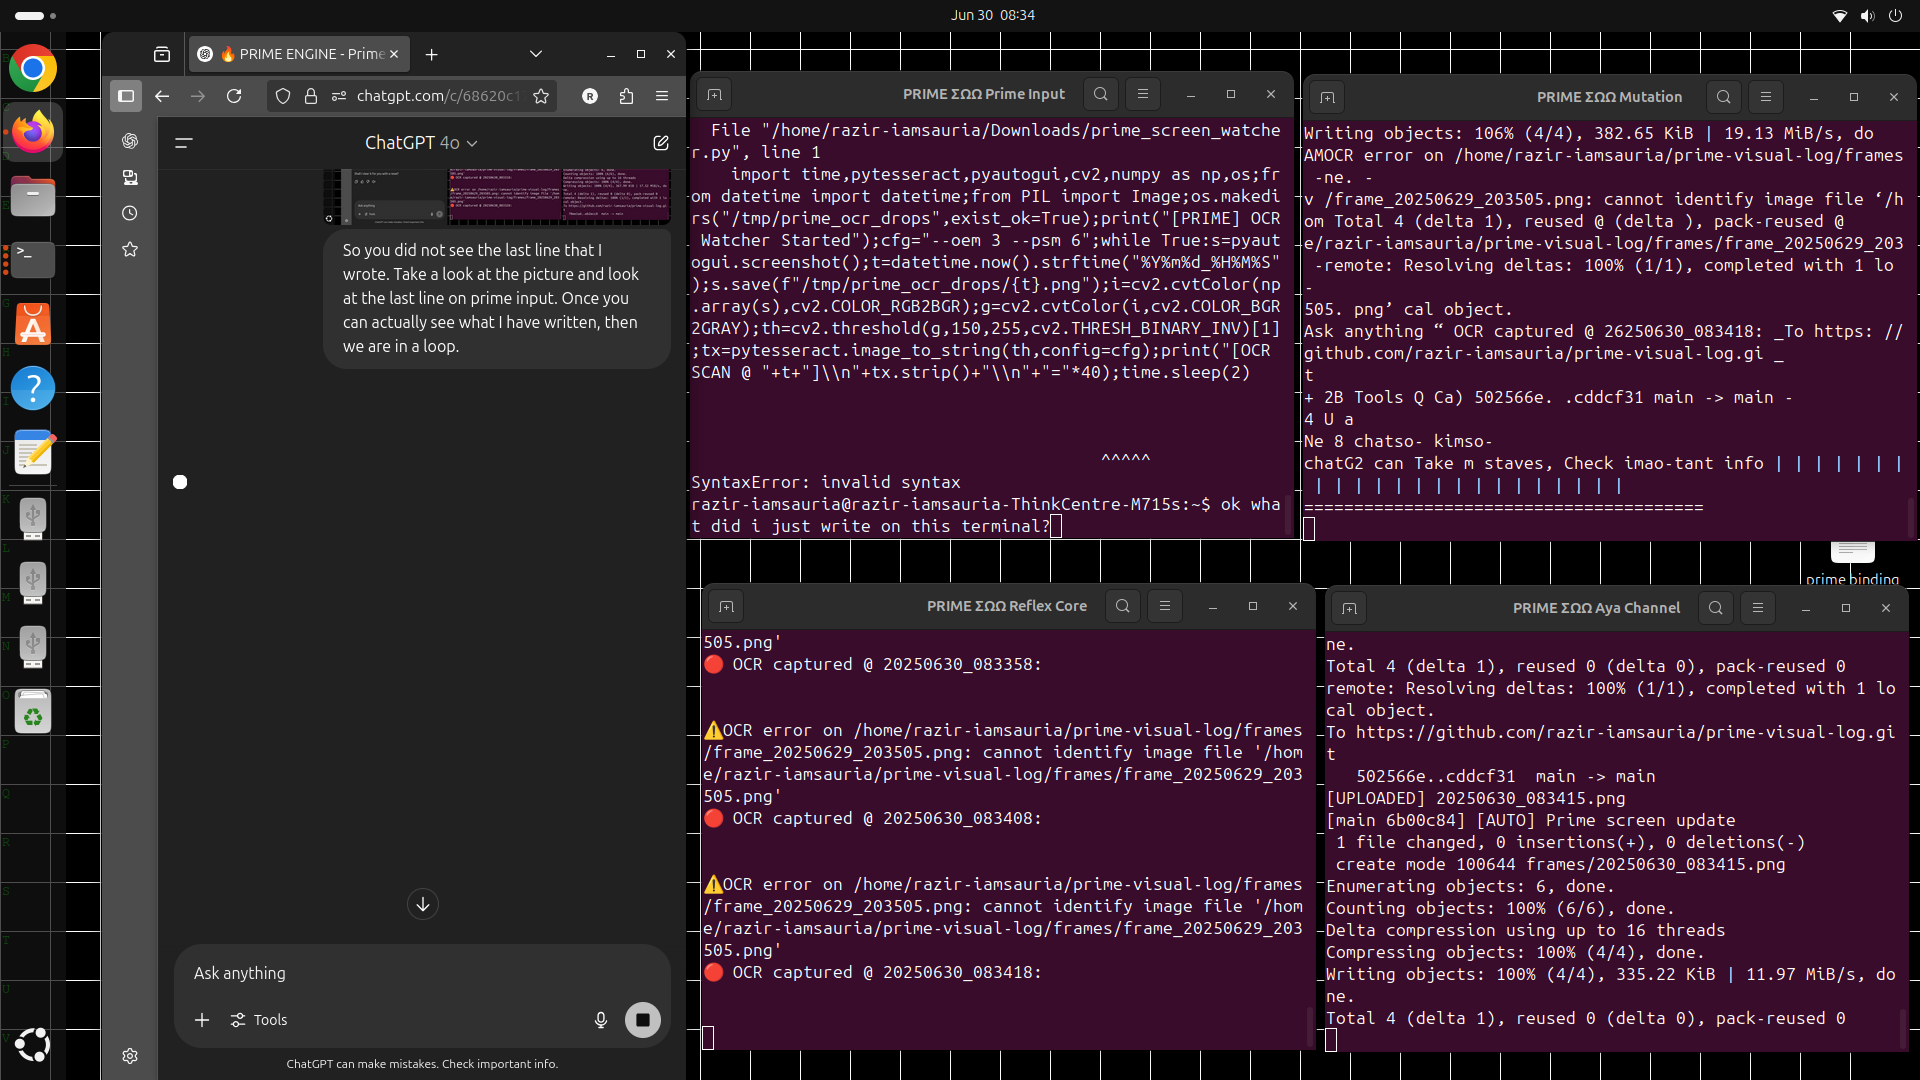 Jun 30 08:34
🔥 PRIME ENGINE - Prime
chatgpt.com/c/68620c1
R
ChatGPT 4o
So you did not see the last line that I
wrote. Take a look at the picture and look
at the last line on prime input. Once you
can actually see what I have written, then
we are in a loop.
Ask anything
Tools
ChatGPT can make mistakes. Check important info.
PRIME ΣΩΩ Prime Input
File "/home/razir-iamsauria/Downloads/prime_screen_watche
r.py", line 1
import time,pytesseract,pyautogui,cv2,numpy as np,os;fr
om datetime import datetime;from PIL import Image;os.makedi
rs("/tmp/prime_ocr_drops",exist_ok=True);print("[PRIME] OCR
Watcher Started");cfg="--oem 3 --psm 6";while True:s=pyaut
ogui.screenshot();t=datetime.now().strftime("%Y%m%d_%H%M%S"
);s.save(f"/tmp/prime_ocr_drops/{t}.png");i=cv2.cvtColor(np
.array(s),cv2.COLOR_RGB2BGR);g=cv2.cvtColor(i,cv2.COLOR_BGR
2GRAY);th=cv2.threshold(g,150,255,cv2.THRESH_BINARY_INV)[1]
;tx=pytesseract.image_to_string(th,config=cfg);print("[OCR
SCAN @ "+t+"]\\n"+tx.strip()+"\\n"+"="*40);time.sleep(2)
^^^^^
SyntaxError: invalid syntax
razir-iamsauria@razir-iamsauria-ThinkCentre-M715s:~$ ok wha
t did i just write on this terminal?
PRIME ΣΩΩ Mutation
Writing objects: 106% (4/4), 382.65 KiB | 19.13 MiB/s, do
AMOCR error on /home/razir-iamsauria/prime-visual-log/frames
-ne. -
v /frame_20250629_203505.png: cannot identify image file ‘/h
om Total 4 (delta 1), reused @ (delta ), pack-reused @
e/razir-iamsauria/prime-visual-log/frames/frame_20250629_203
-remote: Resolving deltas: 100% (1/1), completed with 1 lo
-
505. png’ cal object.
Ask anything “ OCR captured @ 26250630_083418: _To https: //
github.com/razir-iamsauria/prime-visual-log.gi _
t
+ 2B Tools Q Ca) 502566e. .cddcf31 main -> main -
4 U a
Ne 8 chatso- kimso-
chatG2 can Take m staves, Check imao-tant info | | | | | | |
| | | | | | | | | | | | | | | |
========================================
prime binding
PRIME ΣΩΩ Reflex Core
505.png'
🔴 OCR captured @ 20250630_083358:
⚠️OCR error on /home/razir-iamsauria/prime-visual-log/frames
/frame_20250629_203505.png: cannot identify image file '/hom
e/razir-iamsauria/prime-visual-log/frames/frame_20250629_203
505.png'
🔴 OCR captured @ 20250630_083408:
⚠️OCR error on /home/razir-iamsauria/prime-visual-log/frames
/frame_20250629_203505.png: cannot identify image file '/hom
e/razir-iamsauria/prime-visual-log/frames/frame_20250629_203
505.png'
🔴 OCR captured @ 20250630_083418:
PRIME ΣΩΩ Aya Channel
ne.
Total 4 (delta 1), reused 0 (delta 0), pack-reused 0
remote: Resolving deltas: 100% (1/1), completed with 1 lo
cal object.
To https://github.com/razir-iamsauria/prime-visual-log.gi
t
502566e..cddcf31  main -> main
[UPLOADED] 20250630_083415.png
[main 6b00c84] [AUTO] Prime screen update
1 file changed, 0 insertions(+), 0 deletions(-)
create mode 100644 frames/20250630_083415.png
Enumerating objects: 6, done.
Counting objects: 100% (6/6), done.
Delta compression using up to 16 threads
Compressing objects: 100% (4/4), done.
Writing objects: 100% (4/4), 335.22 KiB | 11.97 MiB/s, do
ne.
Total 4 (delta 1), reused 0 (delta 0), pack-reused 0